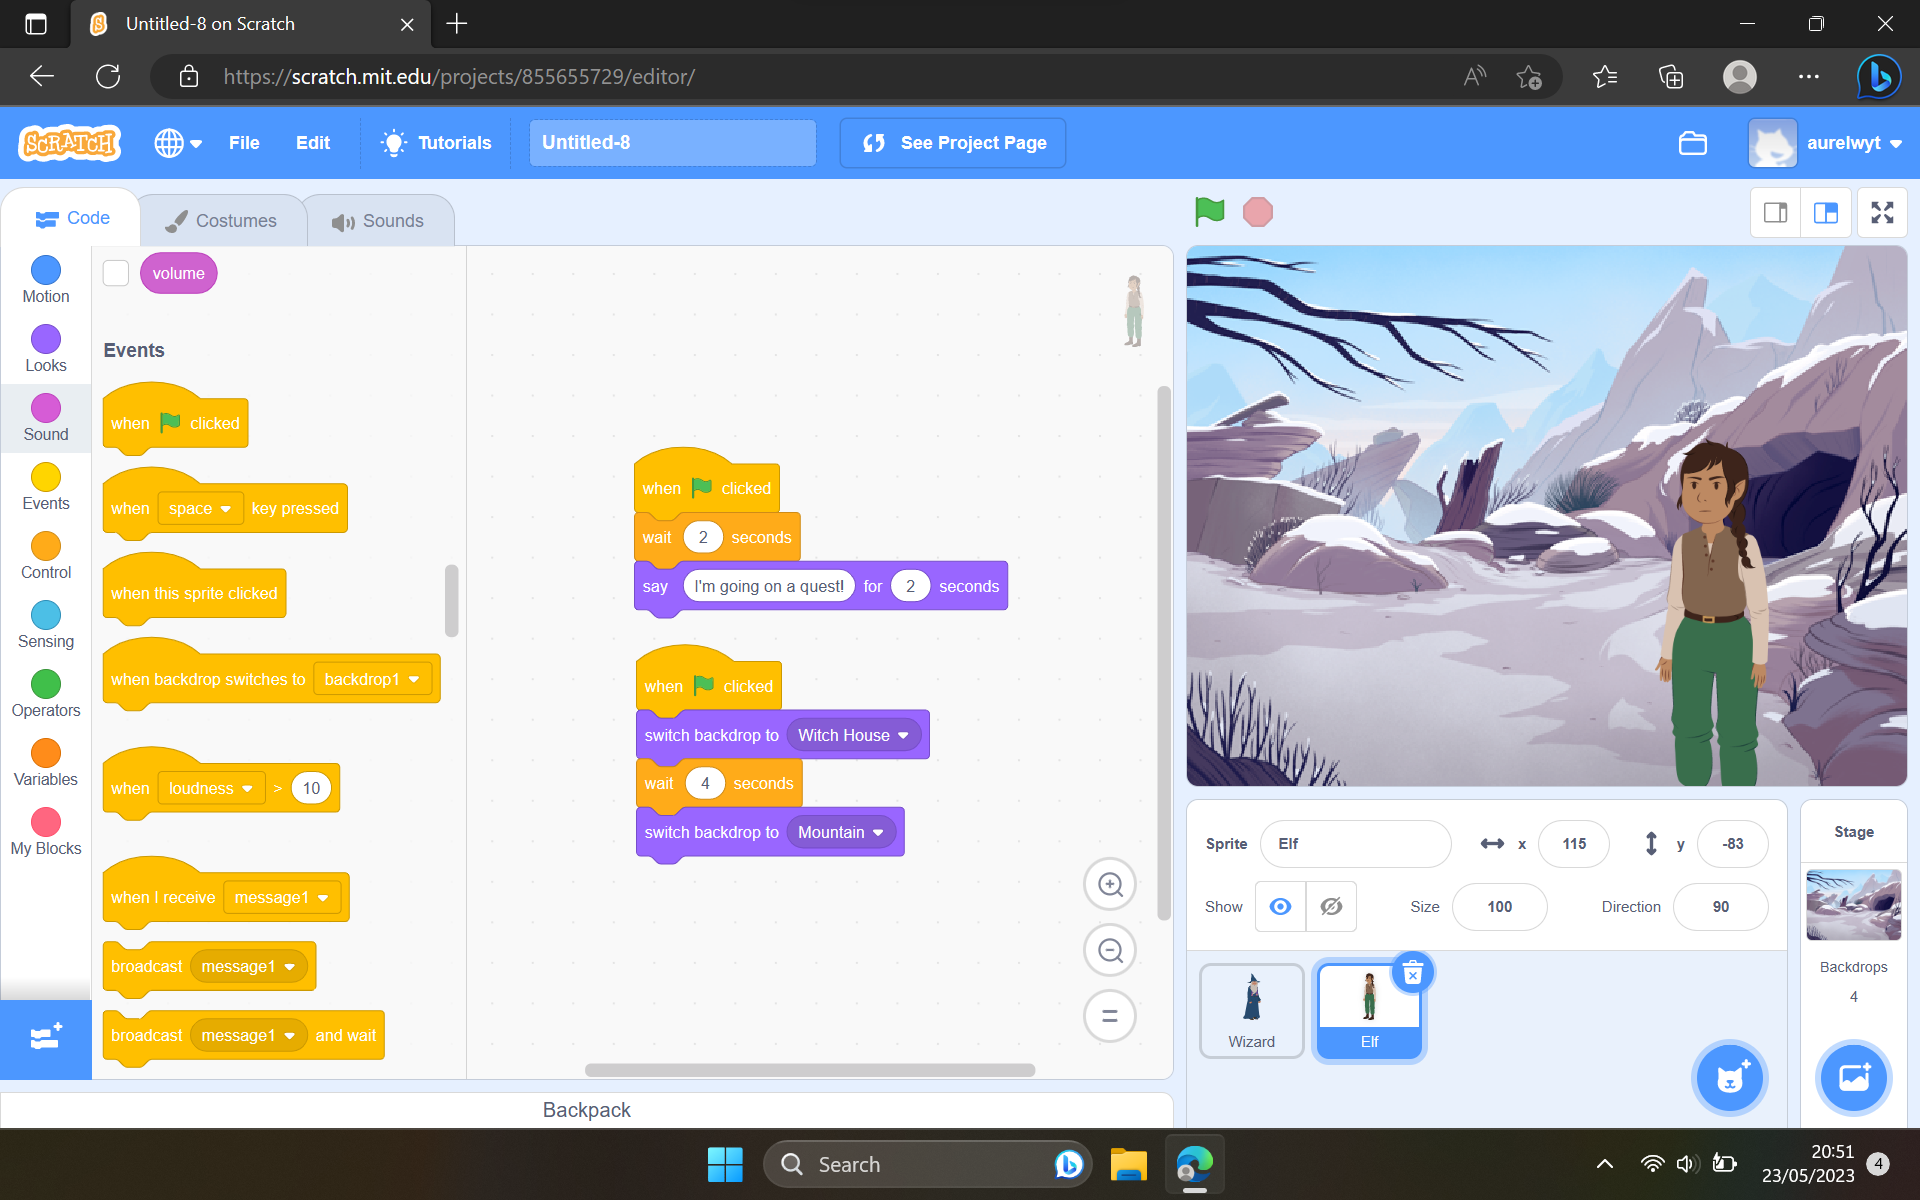 Untitled-8 on Scratch
https://scratch.mit.edu/projects/855655729/editor/
SCRATCH File Edit Tutorials Untitled-8 See Project Page aurelwyt
Code Costumes Sounds
Motion
Looks
Sound
Events
Control
Sensing
Operators
Variables
My Blocks
volume
Events
when clicked
when space key pressed
when this sprite clicked
when backdrop switches to backdrop1
when loudness > 10
when I receive message1
broadcast message1
broadcast message1 and wait
when clicked
wait 2 seconds
say I'm going on a quest! for 2 seconds
when clicked
switch backdrop to Witch House
wait 4 seconds
switch backdrop to Mountain
Sprite Elf x 115 y -83
Show Size 100 Direction 90
Wizard
Elf
Stage
Backdrops
4
Backpack
Search
20:51
23/05/2023
4